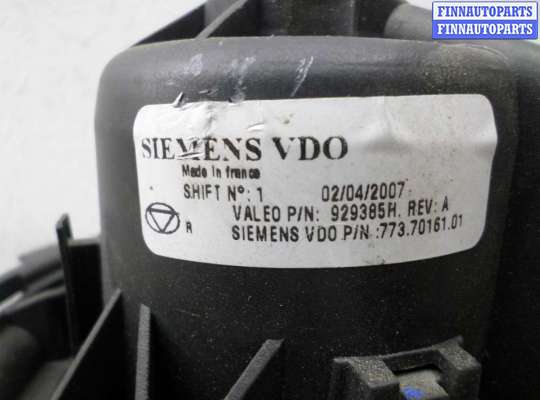 FINNAUTOPARTS
FINNAUTOPARTS
SIEMENS VDO
Made in france
SHIFT Nº: 1 02/04/2007
VALEO P/N: 929385H. REV: A
R
SIEMENS VDO P/N :773.70161.01